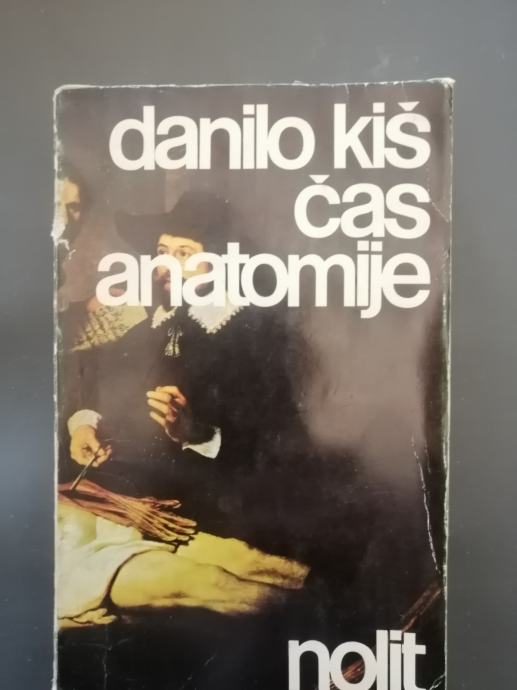 danilo kiš
čas
anatomije
nolit